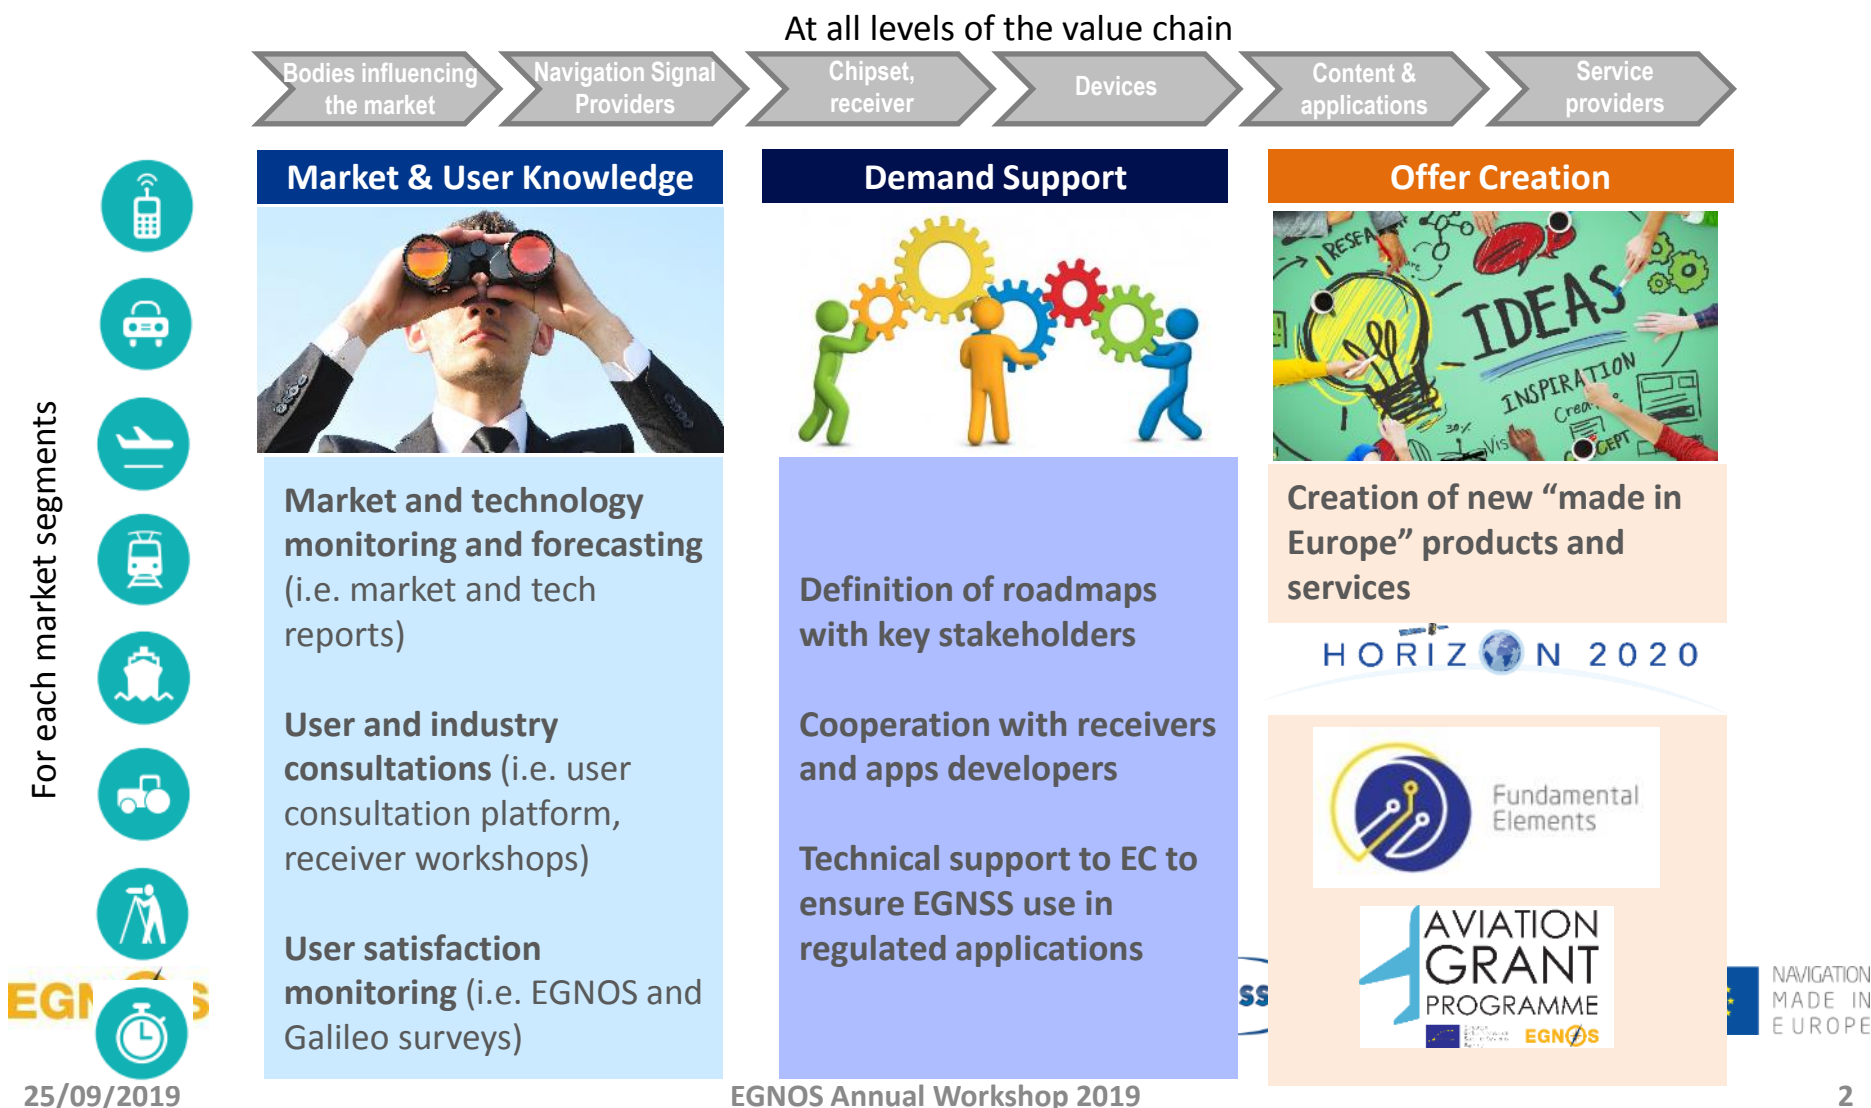 At all levels of the value chain
Bodies influencing
the market
Navigation Signal
Providers
Chipset,
receiver
Devices
Content &
applications
Service
providers
For each market segments
Market & User Knowledge
Demand Support
Offer Creation
IDEAS
INSPIRATION
30%
Market and technology
monitoring and forecasting
(i.e. market and tech
reports)
User and industry
consultations (i.e. user
consultation platform,
receiver workshops)
User satisfaction
monitoring (i.e. EGNOS and
Galileo surveys)
Definition of roadmaps
with key stakeholders
Cooperation with receivers
and apps developers
Technical support to EC to
ensure EGNSS use in
regulated applications
Creation of new “made in
Europe” products and
services
HORIZON 2020
Fundamental
Elements
AVIATION
GRANT
PROGRAMME
EGNOS
NAVIGATION
MADE IN
EUROPE
25/09/2019
EGNOS Annual Workshop 2019
2